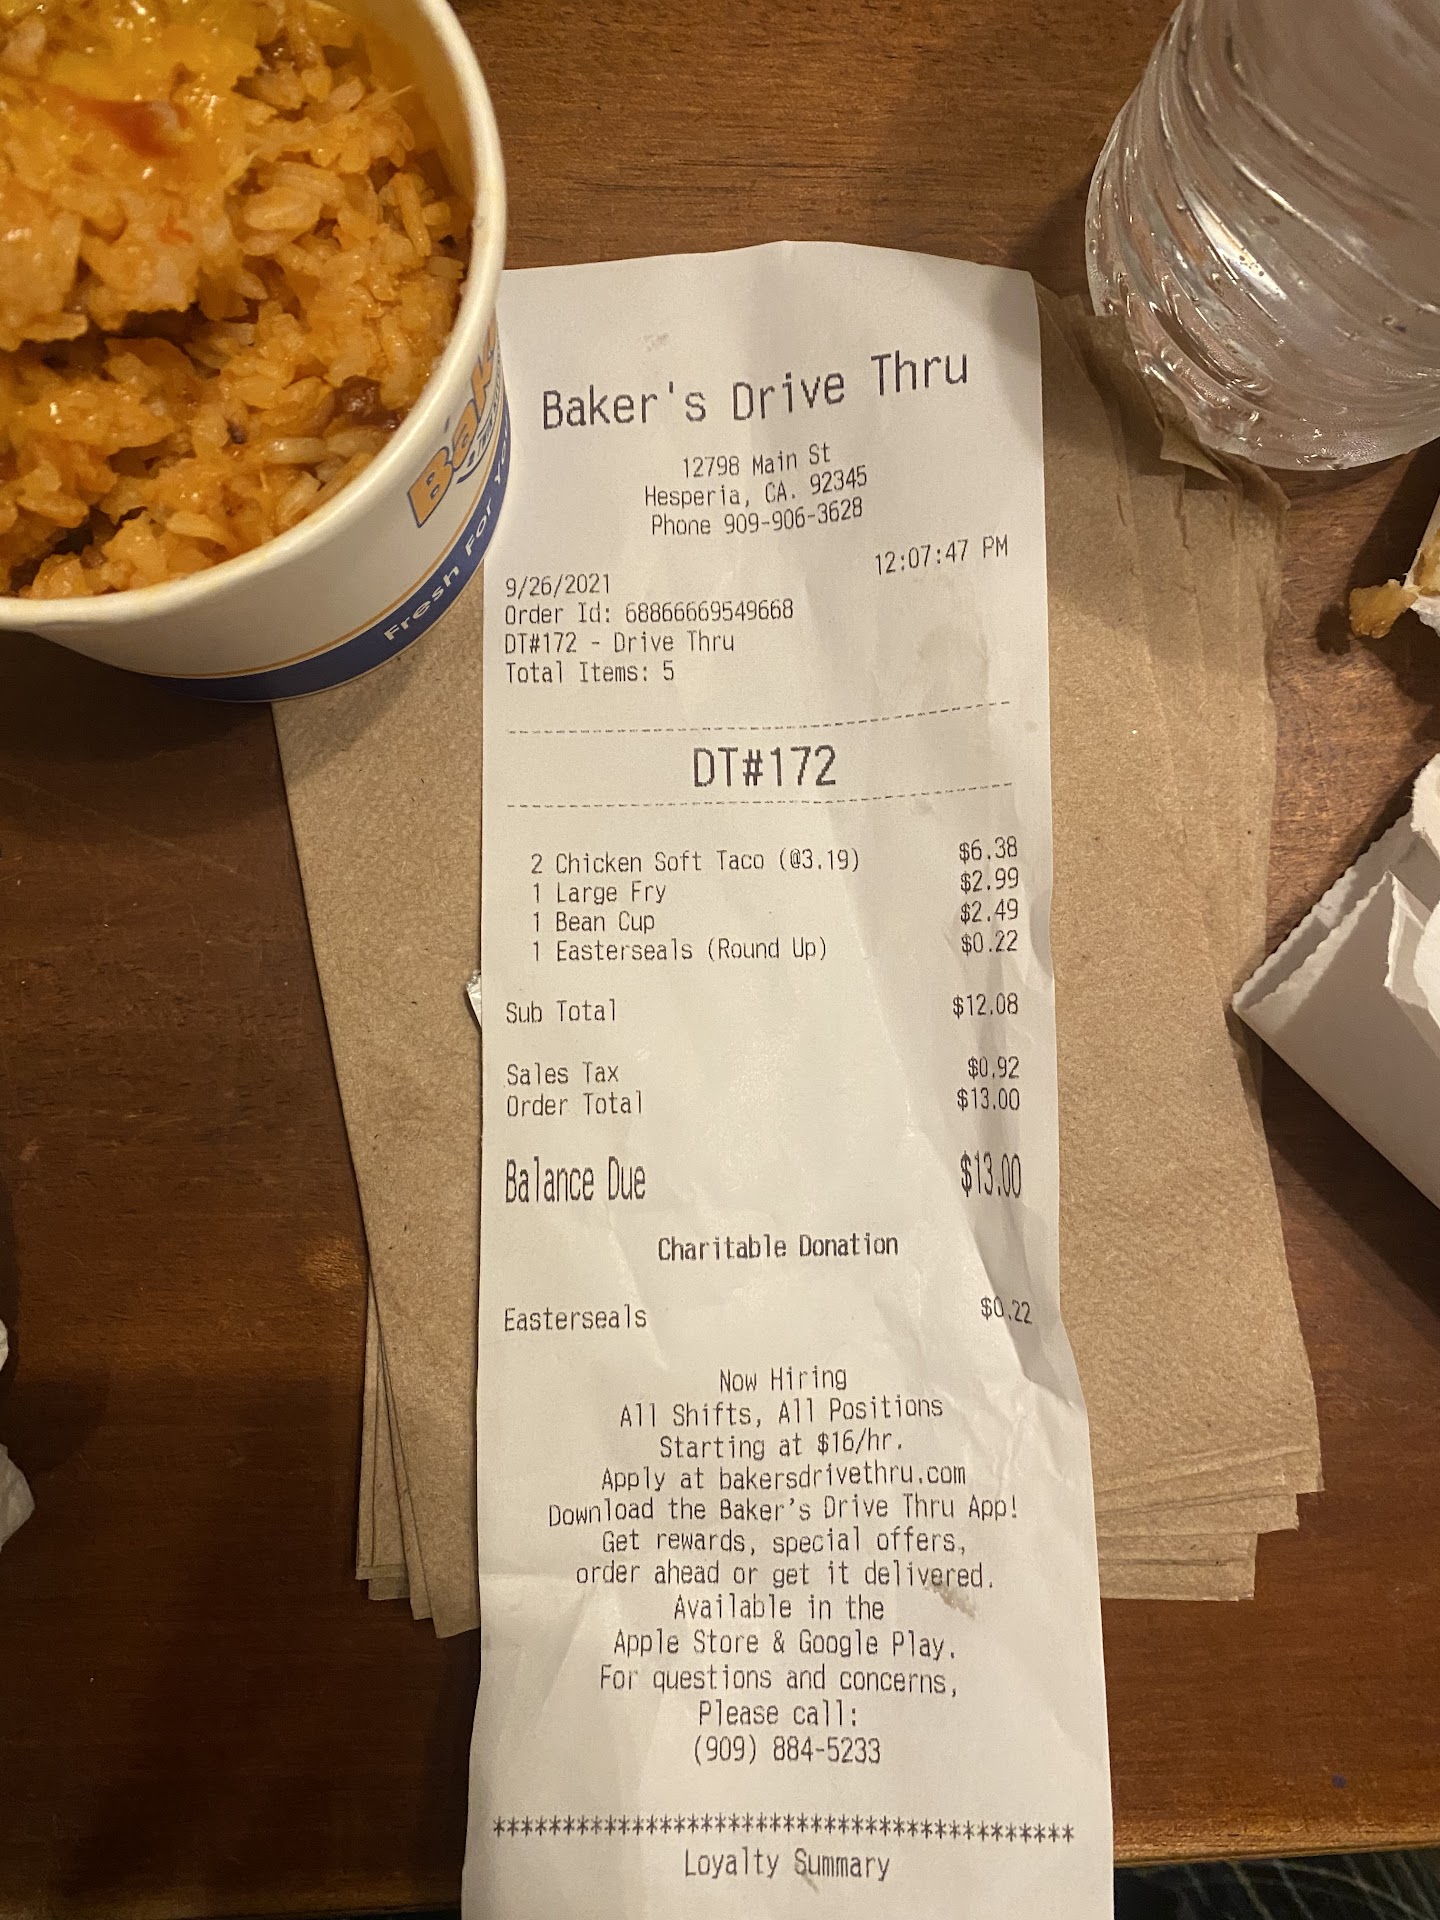 Baker's Drive Thru
12798 Main St
Hesperia, CA. 92345
Phone 909-906-3628
12:07:47 PM
9/26/2021
Order Id: 68866669549668
DT#172 - Drive Thru
Total Items: 5
DT#172
2 Chicken Soft Taco (@3.19) $6.38
1 Large Fry $2.99
1 Bean Cup $2.49
1 Easterseals (Round Up) $0.22
Sub Total $12.08
Sales Tax $0.92
Order Total $13.00
Balance Due $13.00
Charitable Donation
Easterseals $0.22
Now Hiring
All Shifts, All Positions
Starting at $16/hr.
Apply at bakersdrivethru.com
Download the Baker's Drive Thru App!
Get rewards, special offers,
order ahead or get it delivered.
Available in the
Apple Store & Google Play.
For questions and concerns,
Please call:
(909) 884-5233
******************************************
Loyalty Summary
Fresh For